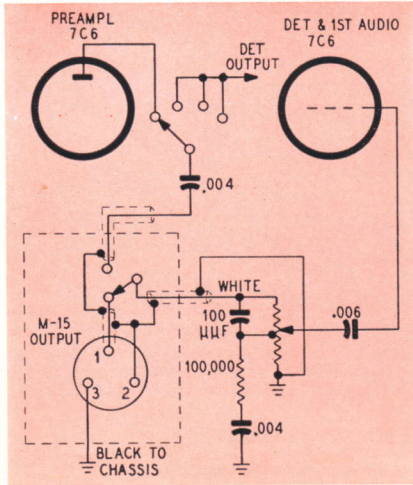 PREAMPL
7C6
DET & 1ST AUDIO
7C6
DET
OUTPUT
.004
WHITE
100
µµF
.006
M-15
OUTPUT
1
100,000
3
2
.004
BLACK TO
CHASSIS